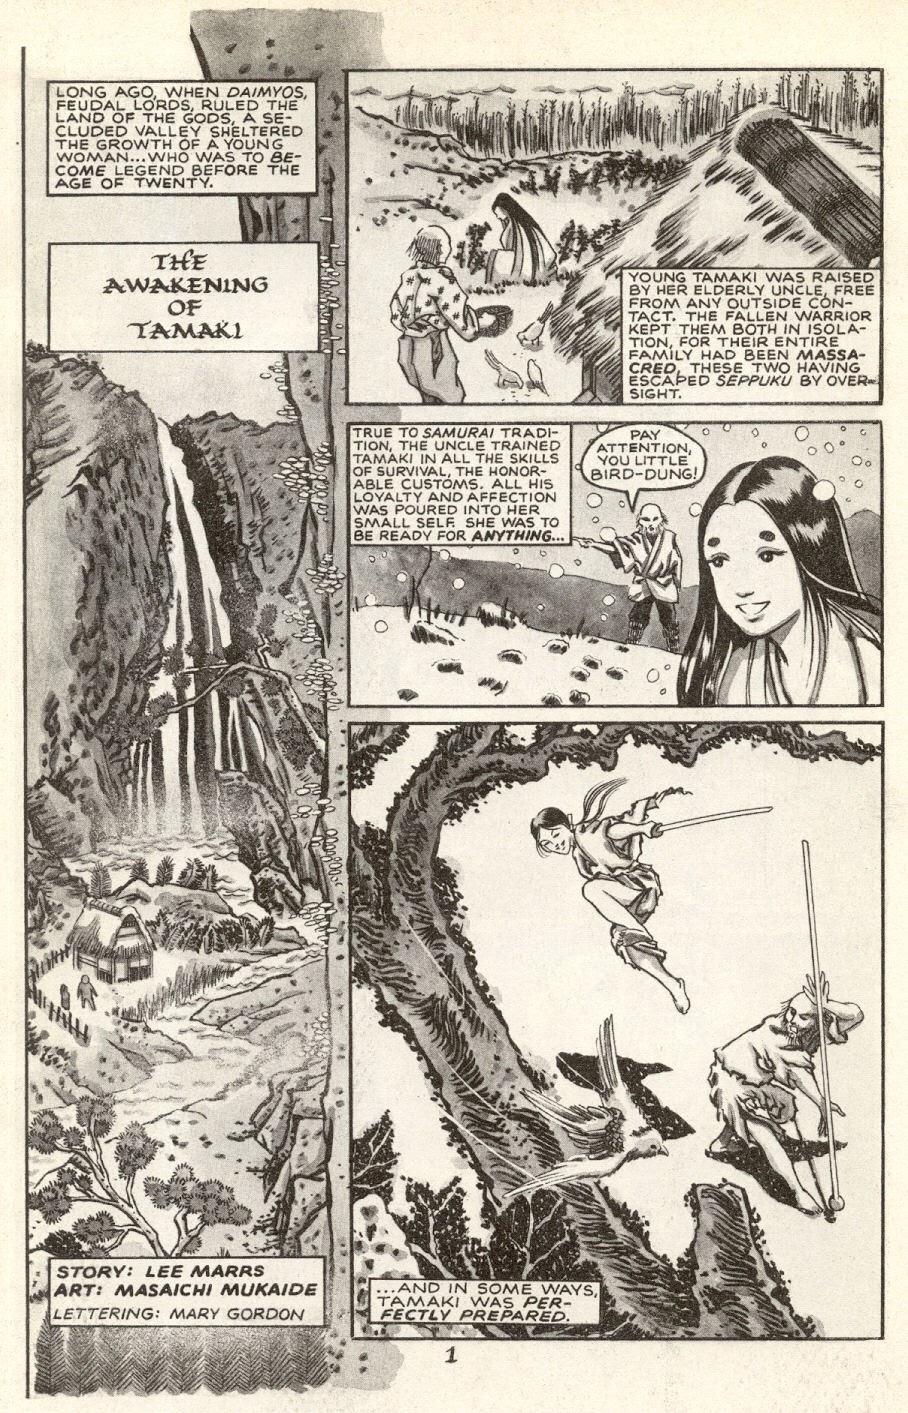 LONG AGO, WHEN DAIMYOS,
FEUDAL LORDS, RULED THE
LAND OF THE GODS, A SE-
CLUDED VALLEY SHELTERED
THE GROWTH OF A YOUNG
WOMAN...WHO WAS TO BE-
COME LEGEND BEFORE THE
AGE OF TWENTY.
THE
AWAKENING
OF
TAMAKI
YOUNG TAMAKI WAS RAISED
BY HER ELDERLY UNCLE, FREE
FROM ANY OUTSIDE CON-
TACT. THE FALLEN WARRIOR
KEPT THEM BOTH IN ISOLA-
TION, FOR THEIR ENTIRE
FAMILY HAD BEEN MASSA-
CRED, THESE TWO HAVING
ESCAPED SEPPUKU BY OVER-
SIGHT.
TRUE TO SAMURAI TRADI-
TION, THE UNCLE TRAINED
TAMAKI IN ALL THE SKILLS
OF SURVIVAL, THE HONOR-
ABLE CUSTOMS. ALL HIS
LOYALTY AND AFFECTION
WAS POURED INTO HER
SMALL SELF. SHE WAS TO
BE READY FOR ANYTHING...
PAY
ATTENTION,
YOU LITTLE
BIRD-DUNG!
...AND IN SOME WAYS,
TAMAKI WAS PER-
FECTLY PREPARED.
STORY: LEE MARRS
ART: MASAICHI MUKAIDE
LETTERING: MARY GORDON
1